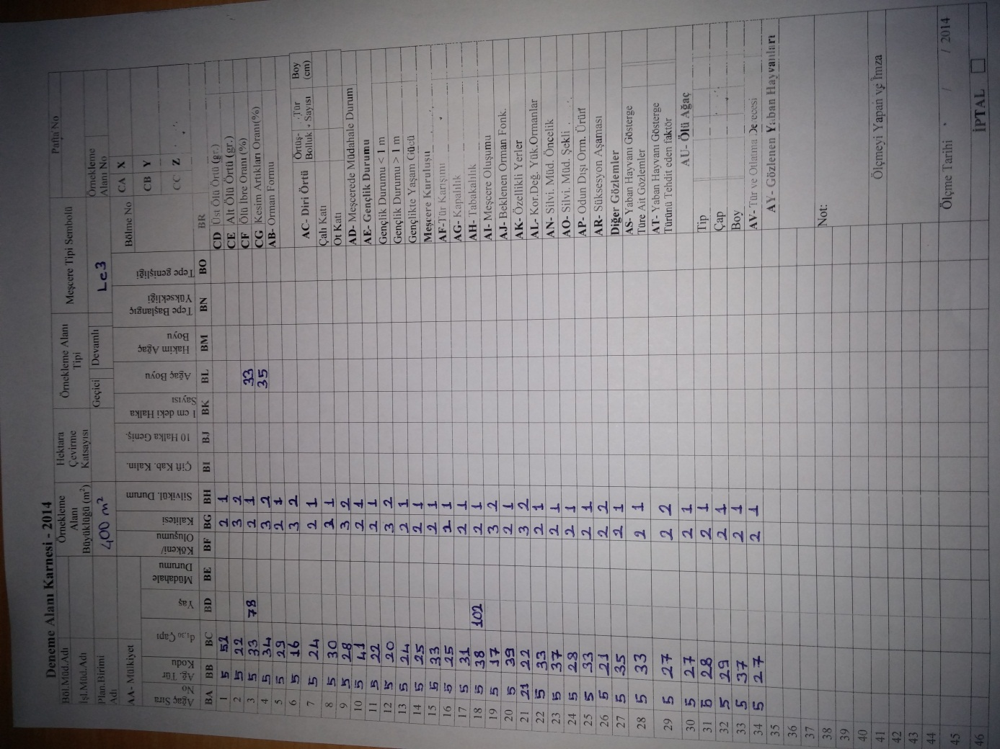 Deneme Alanı Karnesi - 2014
Böl.Müd.Adı
İşl.Müd.Adı
Plan.Birimi Adı
Örnekleme Alanı Büyüklüğü (m²)
400 m²
Hektara Çevirme Katsayısı
Örnekleme Alanı Tipi
Geçici Devamlı
Meşcere Tipi Sembolü
Lc3
Pafta No
Örnekleme Alanı No
AA- Mülkiyet
Bölme No
CA X
CB Y
CC Z
Ağaç Sıra No
Ağ. Tür Kodu
d1,30 Çapı
Yaş
Müdahale Durumu
Kökeni/ Oluşumu
Kalitesi
Silvikül. Durum
Çift Kab. Kalın.
10 Halka Geniş.
1 cm deki Halka Sayısı
Ağaç Boyu
Hakim Ağaç Boyu
Tepe Başlangıç Yüksekliği
Tepe genişliği
BA BB BC BD BE BF BG BH BI BJ BK BL BM BN BO BR
1 5 52 2 1
2 5 22 3 2
3 5 33 78 2 1 33
4 5 34 3 2 35
5 5 29 2 1
6 5 16 3 2
7 5 24 2 1
8 5 30 2 1
9 5 28 3 2
10 5 41 2 1
11 5 22 2 1
12 5 20 3 2
13 5 24 2 1
14 5 25 2 1
15 5 33 2 1
16 5 25 2 1
17 5 31 2 1
18 5 38 102 2 1
19 5 17 3 2
20 5 39 2 1
21 21 22 3 2
22 5 33 2 1
23 5 37 2 1
24 5 28 2 1
25 5 33 2 1
26 5 21 2 2
27 5 35 2 1
28 5 33 2 1
29 5 27 2 2
30 5 27 2 1
31 5 28 2 1
32 5 29 2 1
33 5 37 2 1
34 5 27 2 1
35
36
37
38
39
40
41
42
43
44
45
46
CD Üst Ölü Örtü (gr.)
CE Alt Ölü Örtü (gr.)
CF Ölü İbre Oranı (%)
CG Kesim Artıkları Oranı(%)
AB- Orman Formu
AC- Diri Örtü
Örtüş- Bolluk
Tür Sayısı
Boy (cm)
Çalı Katı
Ot Katı
AD- Meşcerede Müdahale Durum
AE- Gençlik Durumu
Gençlik Durumu < 1 m
Gençlik Durumu > 1 m
Gençlikte Yaşam Gücü
Meşcere Kuruluşu
AF-Tür Karışımı
AG- Kapalılık
AH- Tabakalılık
AI- Meşcere Oluşumu
AJ- Beklenen Orman Fonk.
AK- Özellikli Yerler
AL- Kor.Değ. Yük.Ormanlar
AN- Silvi. Müd. Öncelik
AO- Silvi. Müd. Şekli
AP- Odun Dışı Orm. Ürün
AR- Süksesyon Aşaması
Diğer Gözlemler
AS- Yaban Hayvanı Gösterge
Türe Ait Gözlemler
AT- Yaban Hayvanı Gösterge
Türünü Tehdit eden faktör
AU- Ölü Ağaç
Tip
Çap
Boy
AV- Tür ve Otlatma Derecesi
AY- Gözlenen Yaban Hayvanları
Not:
Ölçmeyi Yapan ve İmza
Ölçme Tarihi / / 2014
İPTAL